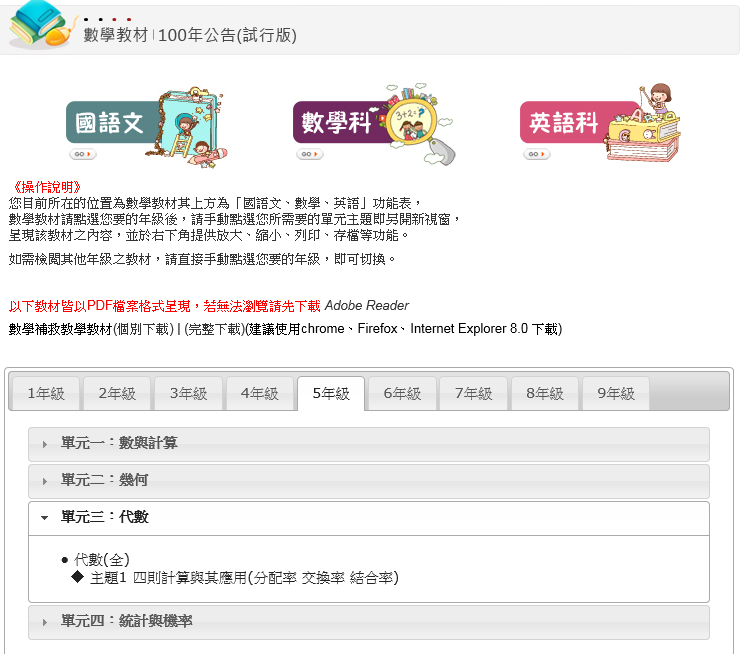 數學教材 | 100年公告(試行版)
國語文
數學科
3+2=?
英語科
GO
GO
GO
《操作說明》
您目前所在的位置為數學教材其上方為「國語文、數學、英語」功能表，
數學教材請點選您要的年級後，請手動點選您所需要的單元主題即另開新視窗，
呈現該教材之內容，並於右下角提供放大、縮小、列印、存檔等功能。
如需檢閱其他年級之教材，請直接手動點選您要的年級，即可切換。
以下教材皆以PDF檔案格式呈現，若無法瀏覽請先下載 Adobe Reader
數學補救教學教材(個別下載) | (完整下載)(建議使用chrome、Firefox、Internet Explorer 8.0 下載)
1年級 2年級 3年級 4年級 5年級 6年級 7年級 8年級 9年級
單元一：數與計算
單元二：幾何
單元三：代數
● 代數(全)
◆ 主題1 四則計算與其應用(分配率 交換率 結合率)
單元四：統計與機率